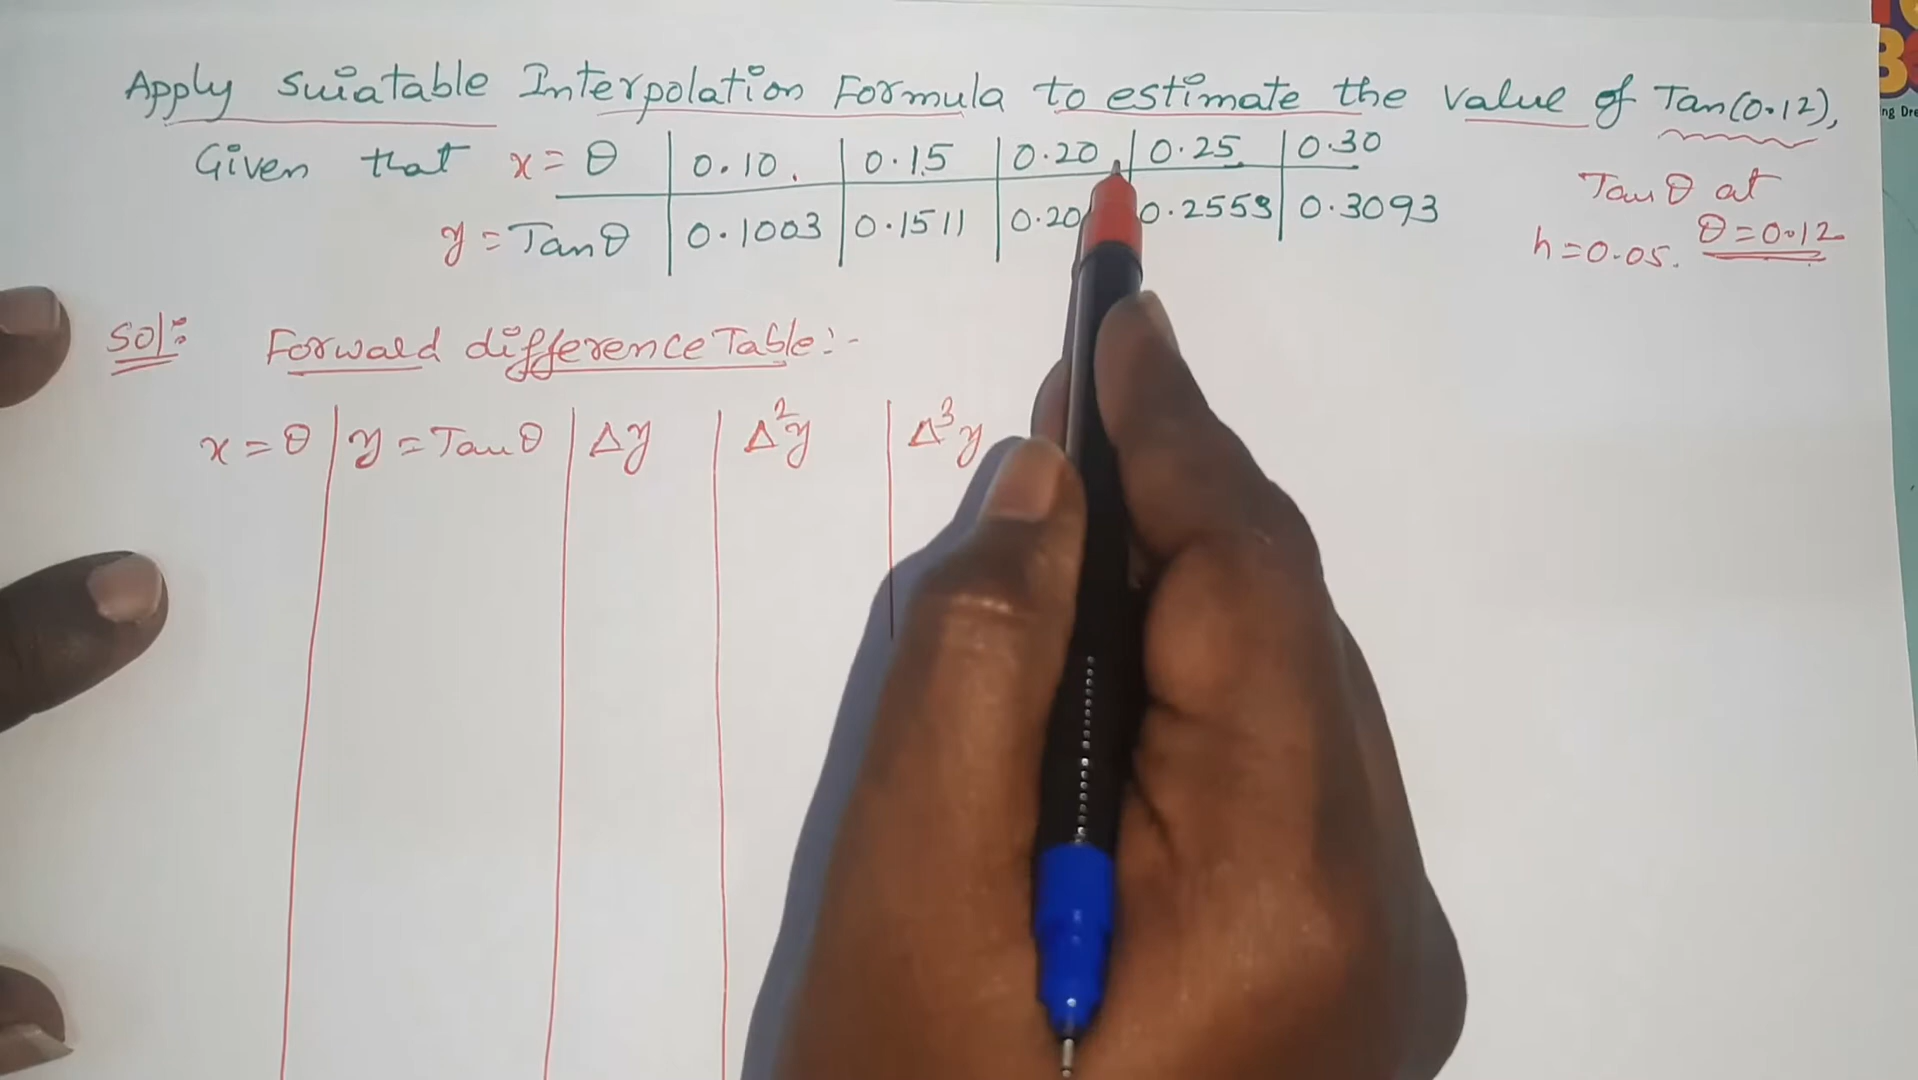 Apply Suiatable Interpolation Formula to estimate the value of Tan(0.12),
Given that x = θ | 0.10 | 0.15 | 0.20 | 0.25 | 0.30
y = Tanθ | 0.1003 | 0.1511 | 0.20 | 0.2553 | 0.3093
Tanθ at
h = 0.05. θ = 0.12
Sol:
Forward difference Table:-
x = θ | y = Tanθ | Δy | Δ²y | Δ³y